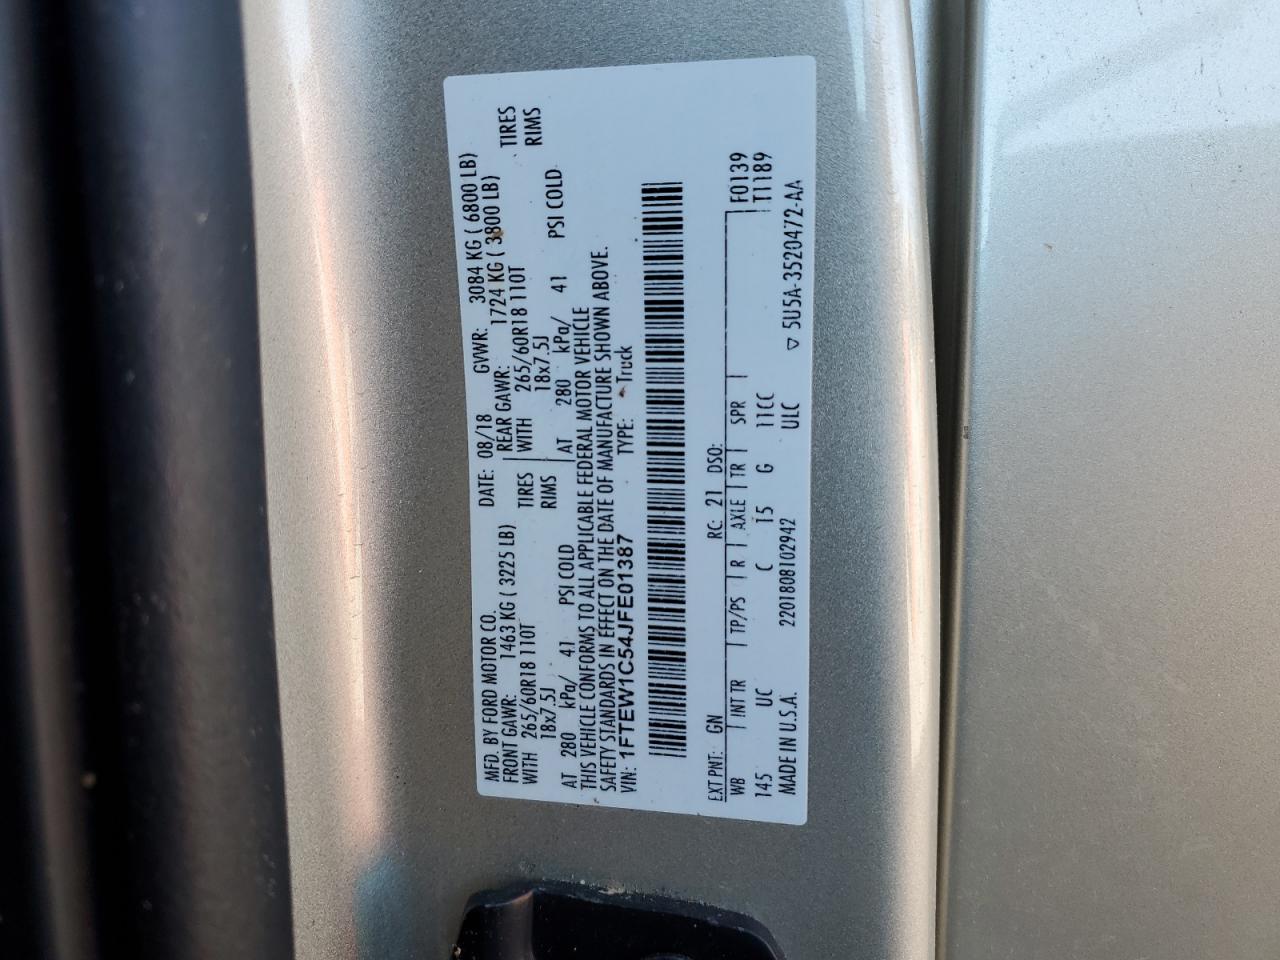 MFD. BY FORD MOTOR CO. DATE: 08/18 GVWR: 3084 KG ( 6800 LB)
FRONT GAWR: 1463 KG ( 3225 LB) REAR GAWR: 1724 KG ( 3800 LB)
WITH 265/60R18 110T TIRES WITH 265/60R18 110T TIRES
18x7.5J RIMS 18x7.5J RIMS
AT 280 kPa/ 41 PSI COLD AT 280 kPa/ 41 PSI COLD
THIS VEHICLE CONFORMS TO ALL APPLICABLE FEDERAL MOTOR VEHICLE
SAFETY STANDARDS IN EFFECT ON THE DATE OF MANUFACTURE SHOWN ABOVE.
VIN: 1FTEW1C54JFE01387 TYPE: Truck
EXT PNT: GN RC: 21 DSO: F0139
WB INT TR TP/PS R AXLE TR SPR T1189
145 UC C 15 G 11CC
MADE IN U.S.A. 2201808102942 ULC ▽ 5U5A-3520472-AA